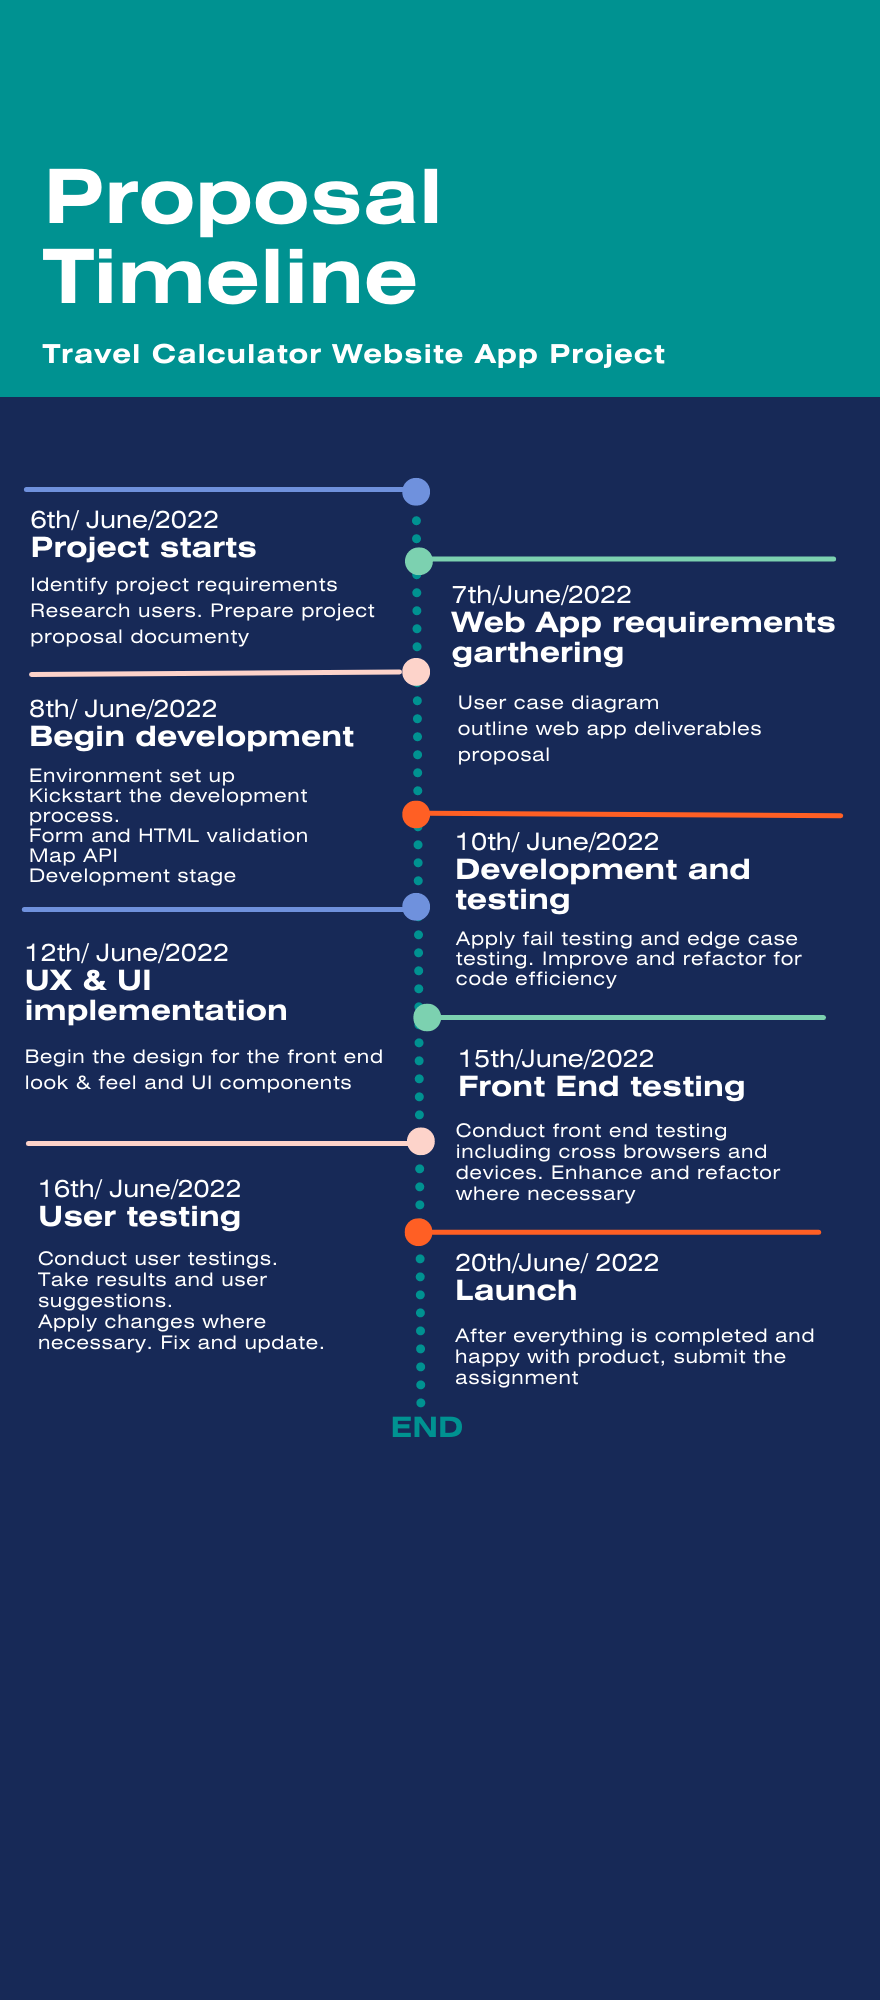 Proposal
Timeline
Travel Calculator Website App Project
6th/ June/2022
Project starts
Identify project requirements
Research users. Prepare project
proposal documenty
7th/June/2022
Web App requirements
garthering
User case diagram
outline web app deliverables
proposal
8th/ June/2022
Begin development
Environment set up
Kickstart the development
process.
Form and HTML validation
Map API
Development stage
10th/ June/2022
Development and
testing
Apply fail testing and edge case
testing. Improve and refactor for
code efficiency
12th/ June/2022
UX & UI
implementation
Begin the design for the front end
look & feel and UI components
15th/June/2022
Front End testing
Conduct front end testing
including cross browsers and
devices. Enhance and refactor
where necessary
16th/ June/2022
User testing
Conduct user testings.
Take results and user
suggestions.
Apply changes where
necessary. Fix and update.
20th/June/ 2022
Launch
After everything is completed and
happy with product, submit the
assignment
END